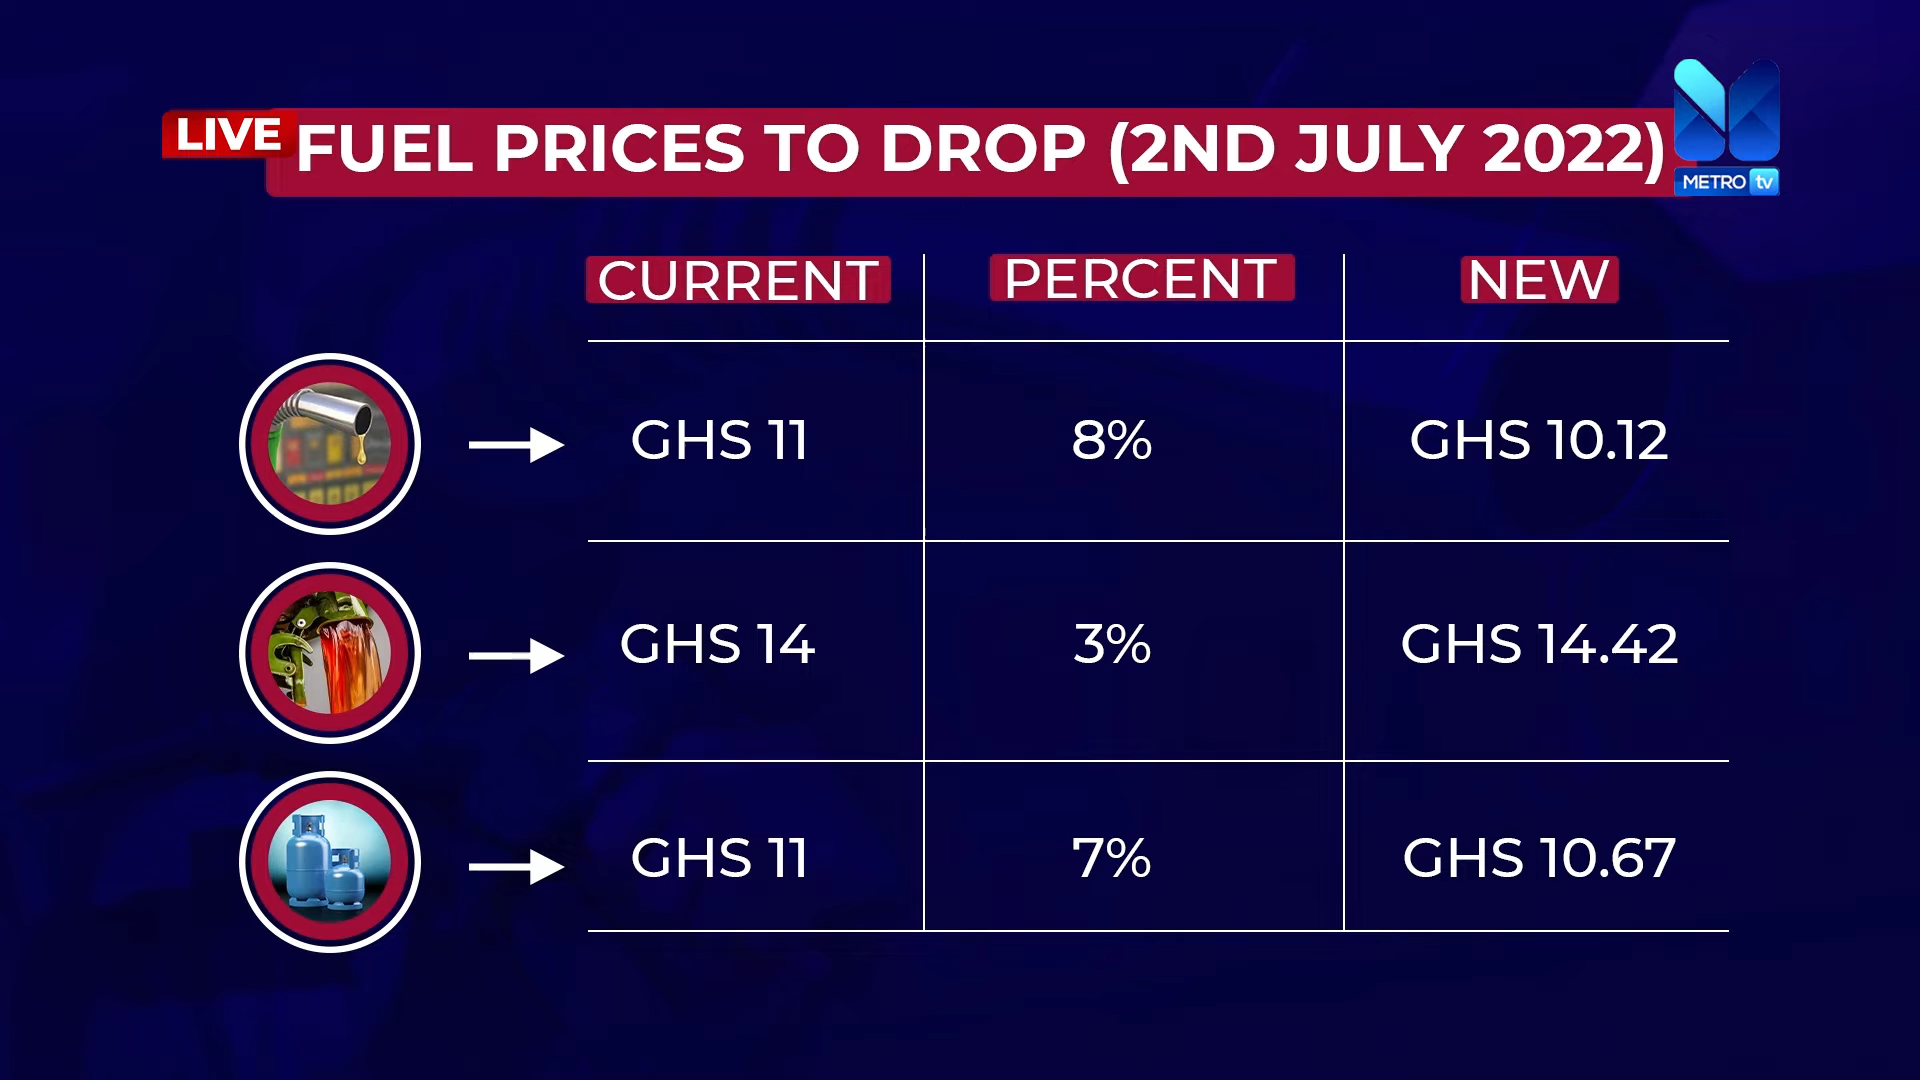 LIVE
FUEL PRICES TO DROP (2ND JULY 2022)
METRO tv
CURRENT PERCENT NEW
GHS 11 8% GHS 10.12
GHS 14 3% GHS 14.42
GHS 11 7% GHS 10.67